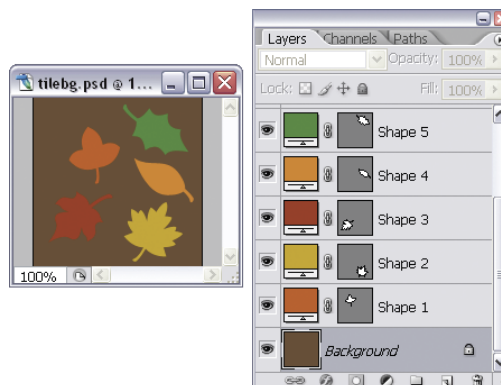 tilebg.psd @ 1...
100%
Layers Channels Paths
Normal Opacity: 100%
Lock: Fill: 100%
Shape 5
Shape 4
Shape 3
Shape 2
Shape 1
Background